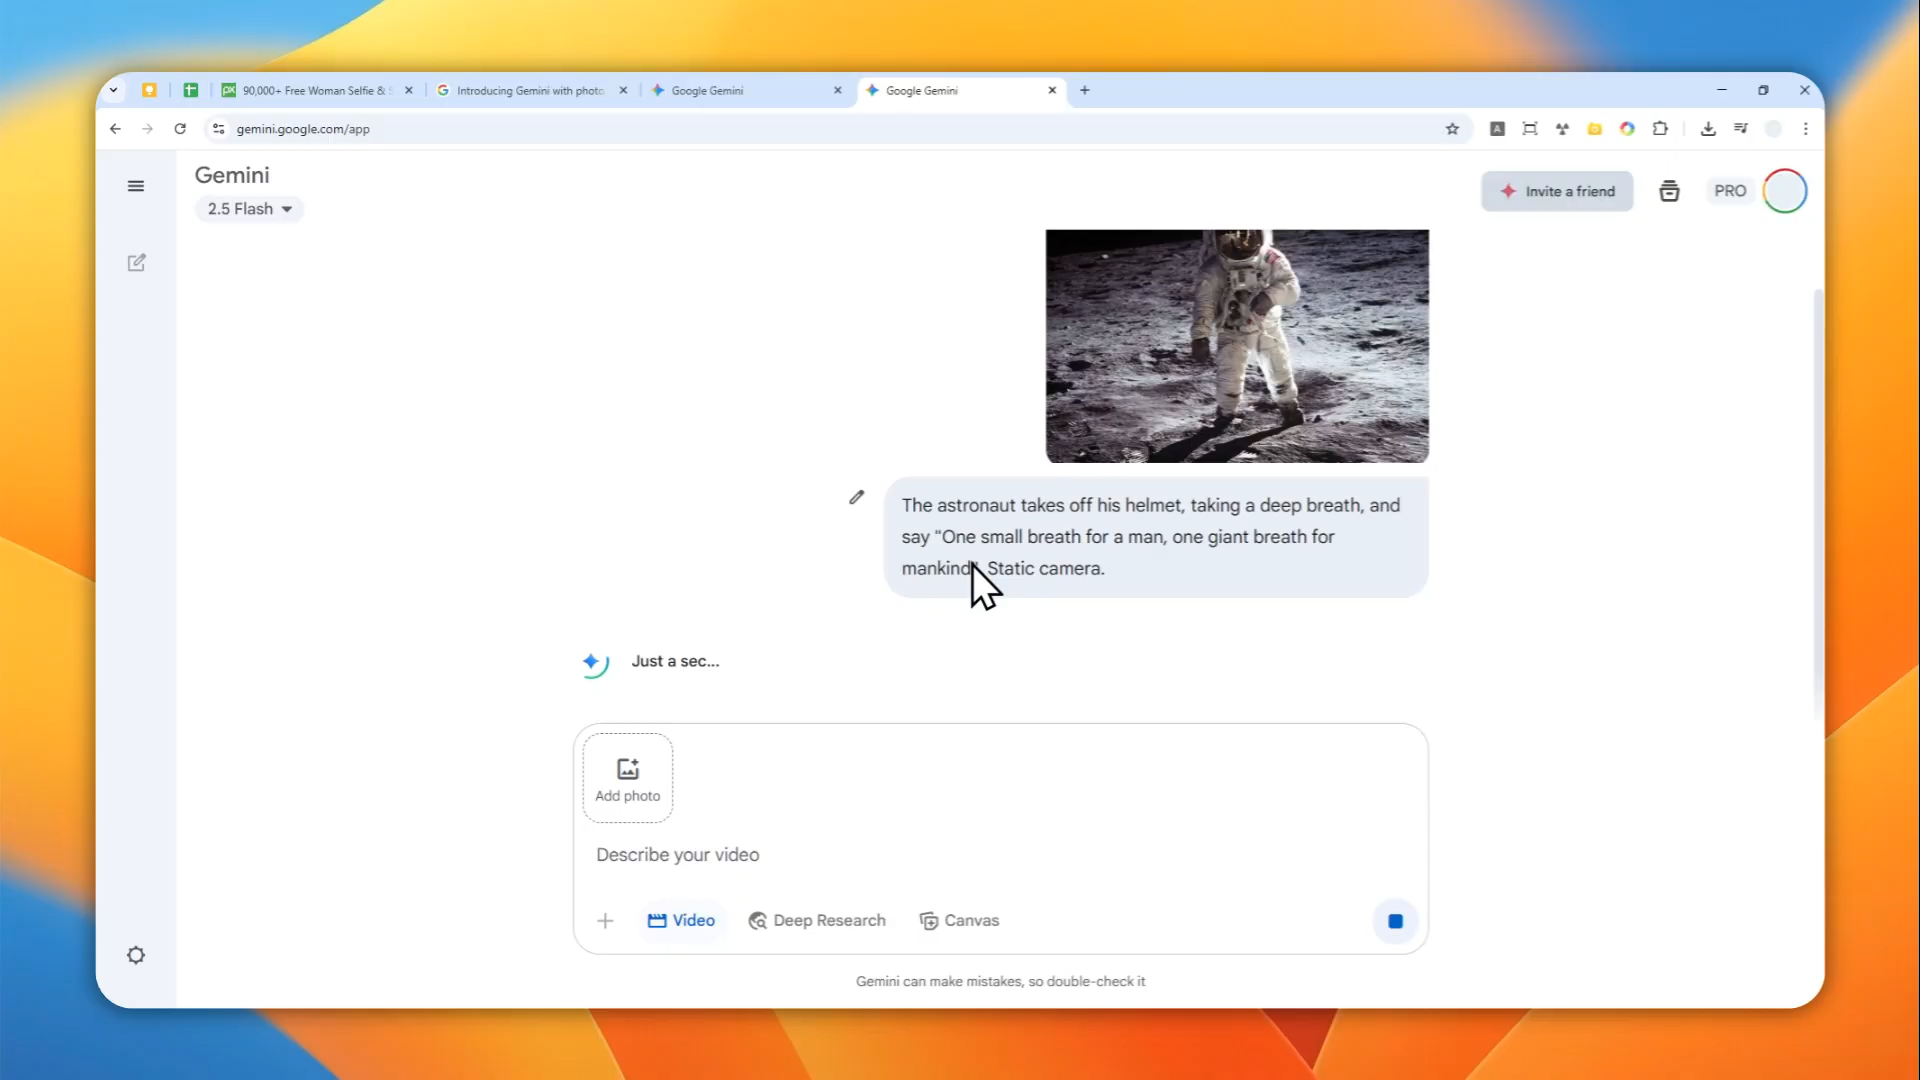 90,000+ Free Woman Selfie &
Introducing Gemini with photo
Google Gemini
Google Gemini
gemini.google.com/app
Gemini
2.5 Flash
Invite a friend
PRO
The astronaut takes off his helmet, taking a deep breath, and
say "One small breath for a man, one giant breath for
mankind". Static camera.
Just a sec...
Add photo
Describe your video
Video
Deep Research
Canvas
Gemini can make mistakes, so double-check it